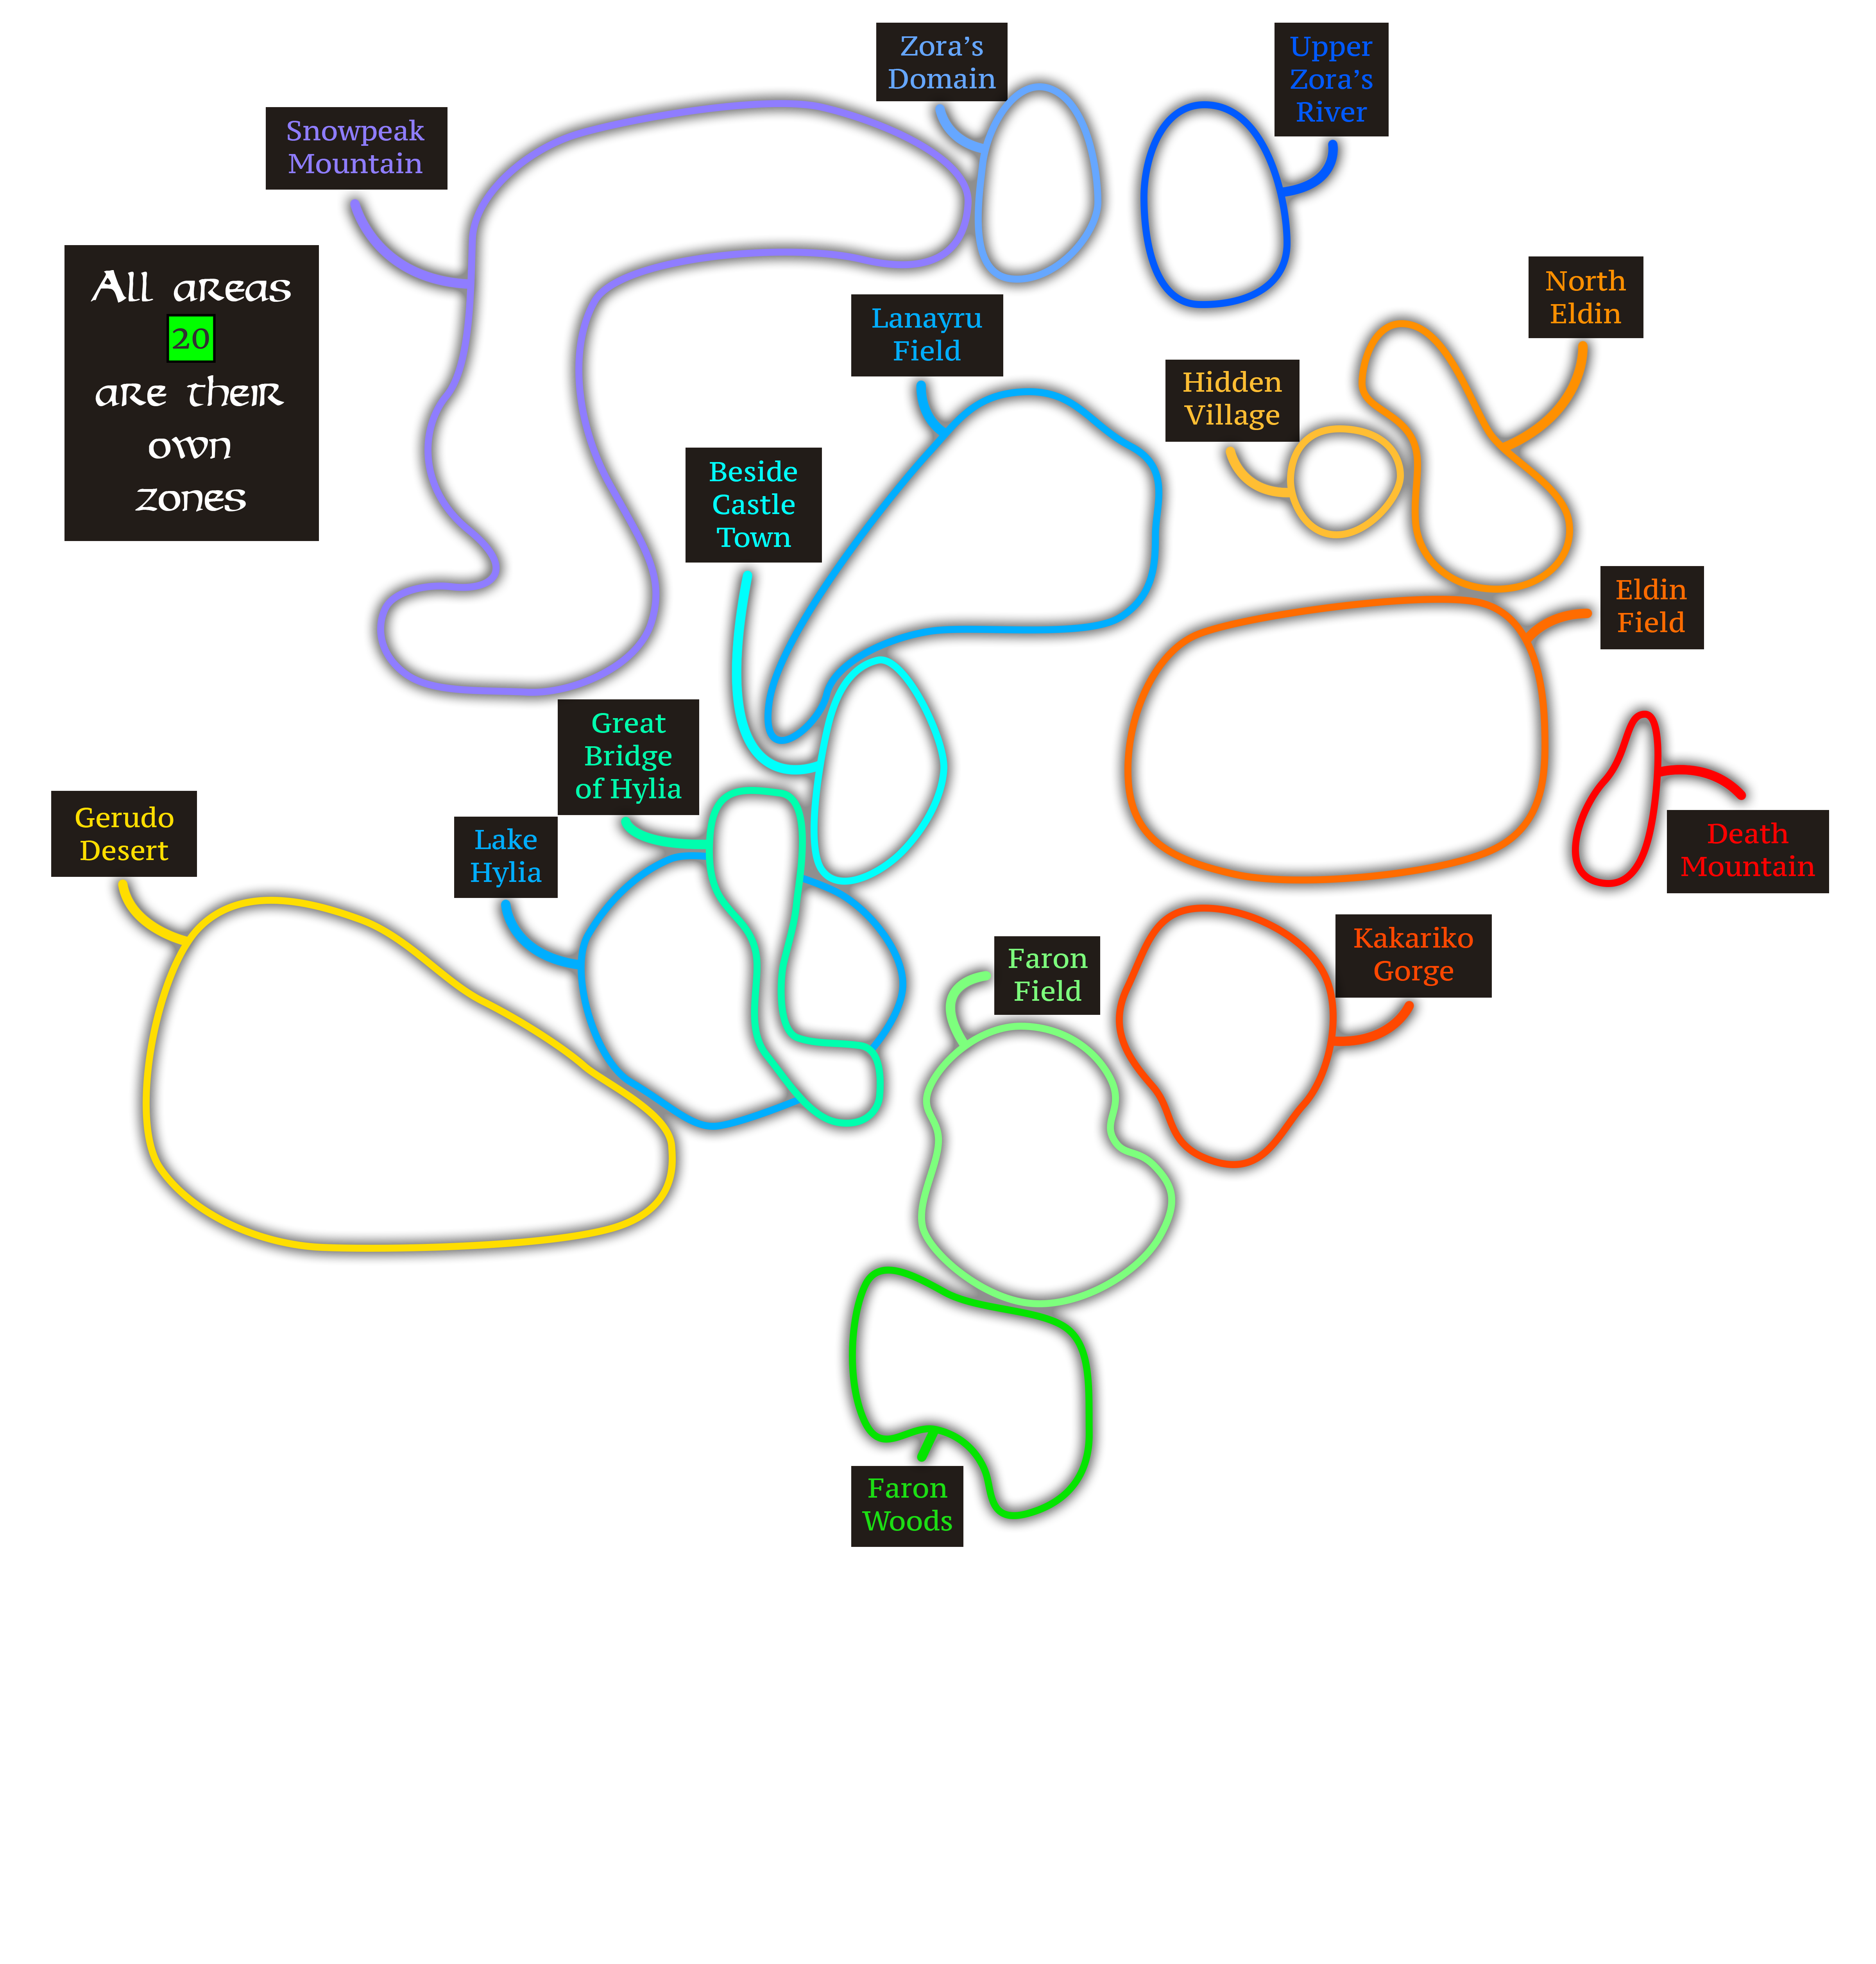 Zora's
Domain
Upper
Zora's
River
Snowpeak
Mountain
All areas
20
are their
own
zones
North
Eldin
Lanayru
Field
Hidden
Village
Beside
Castle
Town
Eldin
Field
Great
Bridge
of Hylia
Gerudo
Desert
Lake
Hylia
Death
Mountain
Kakariko
Gorge
Faron
Field
Faron
Woods